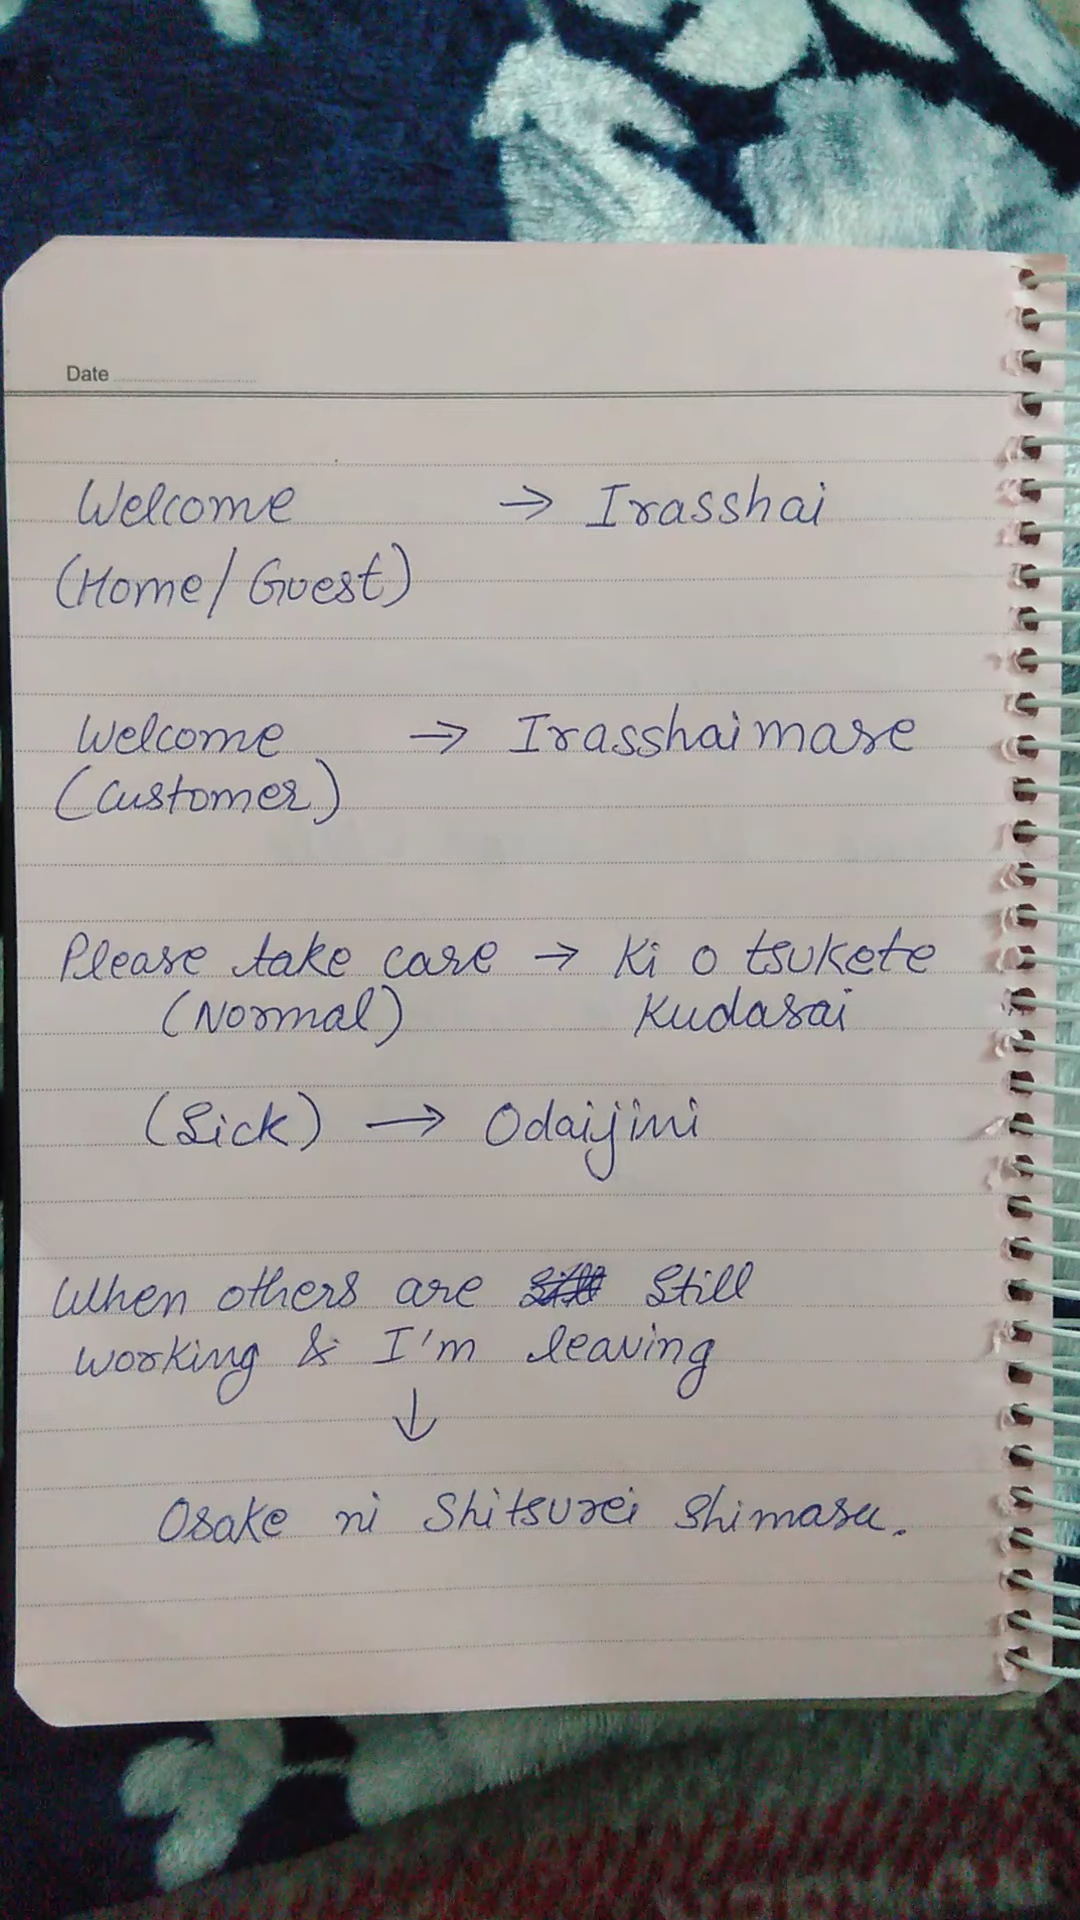 Date
Welcome → Irasshai
(Home/Guest)
Welcome → Irasshaimase
(Customer)
Please take care → Ki o tsukete
(Normal) Kudasai
(Sick) → Odaijini
When others are Still
working & I'm leaving
↓
Osake ni Shitsurei Shimasu.